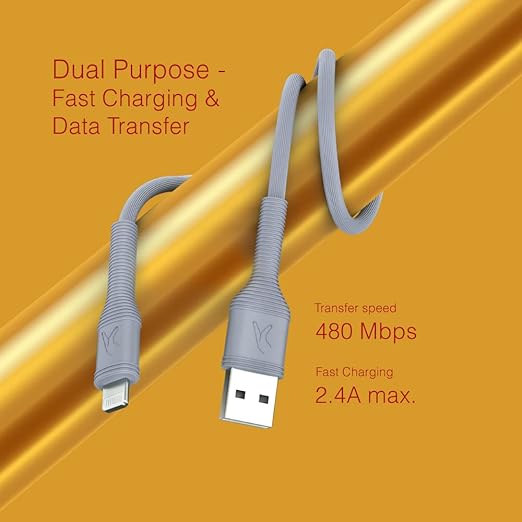 Dual Purpose -
Fast Charging &
Data Transfer
Transfer speed
480 Mbps
Fast Charging
2.4A max.